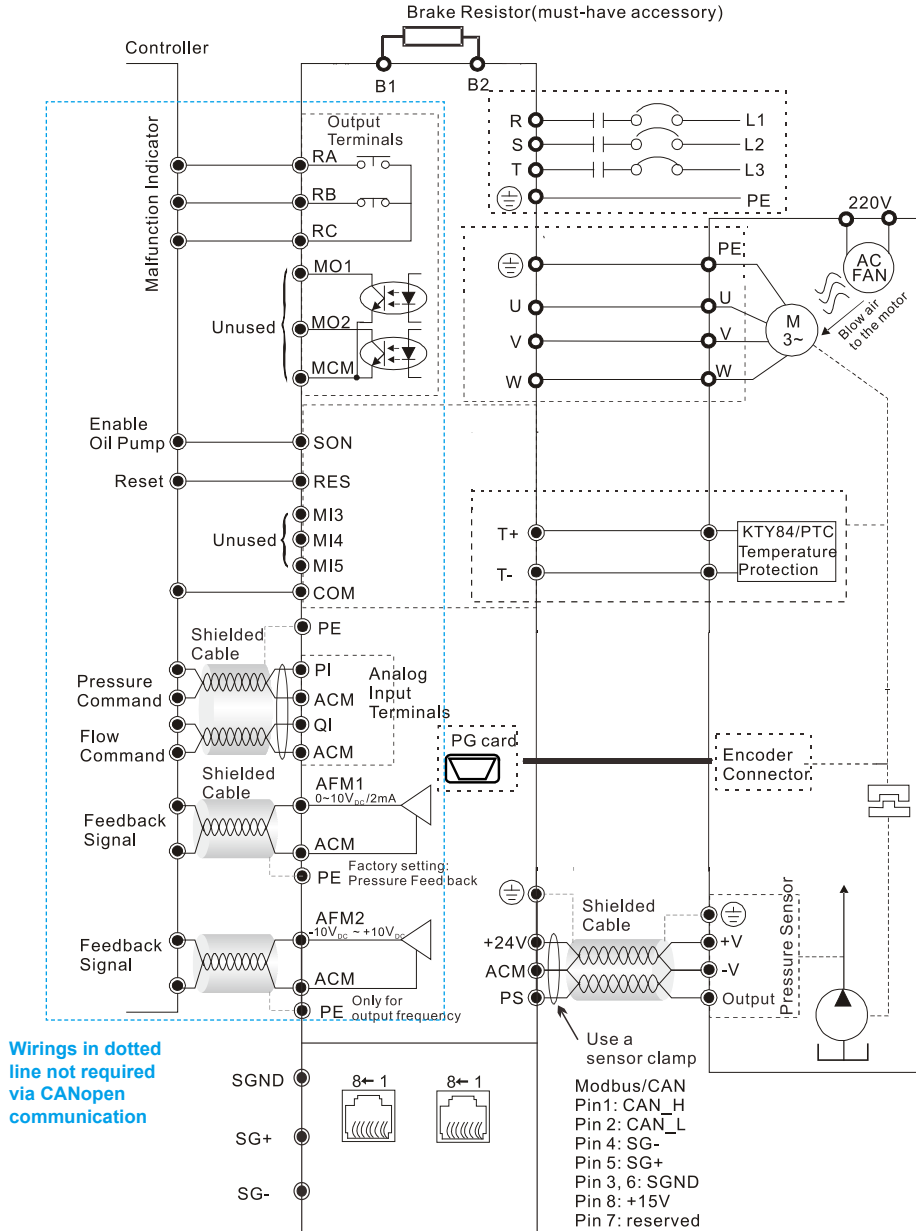 Brake Resistor(must-have accessory)
Controller
B1
B2
Malfunction Indicator
Output
Terminals
RA
RB
RC
MO1
Unused
MO2
MCM
R
S
T
L1
L2
L3
PE
220V
AC
FAN
Blow air
to the motor
PE
U
U
V
V
W
W
M
3~
Enable
Oil Pump
SON
Reset
RES
MI3
Unused
MI4
MI5
COM
T+
T-
KTY84/PTC
Temperature
Protection
PE
Shielded
Cable
PI
Analog
Input
Terminals
Pressure
Command
ACM
QI
Flow
Command
ACM
PG card
Encoder
Connector
Shielded
Cable
AFM1
0~10VDC/2mA
Feedback
Signal
ACM
PE
Factory setting:
Pressure Feed back
AFM2
-10VDC ~ +10VDC
Feedback
Signal
ACM
PE
Only for
output frequency
Shielded
Cable
+24V
ACM
PS
+V
-V
Output
Pressure Sensor
Use a
sensor clamp
Wirings in dotted
line not required
via CANopen
communication
SGND
SG+
SG-
8← 1
8← 1
Modbus/CAN
Pin1: CAN_H
Pin 2: CAN_L
Pin 4: SG-
Pin 5: SG+
Pin 3, 6: SGND
Pin 8: +15V
Pin 7: reserved